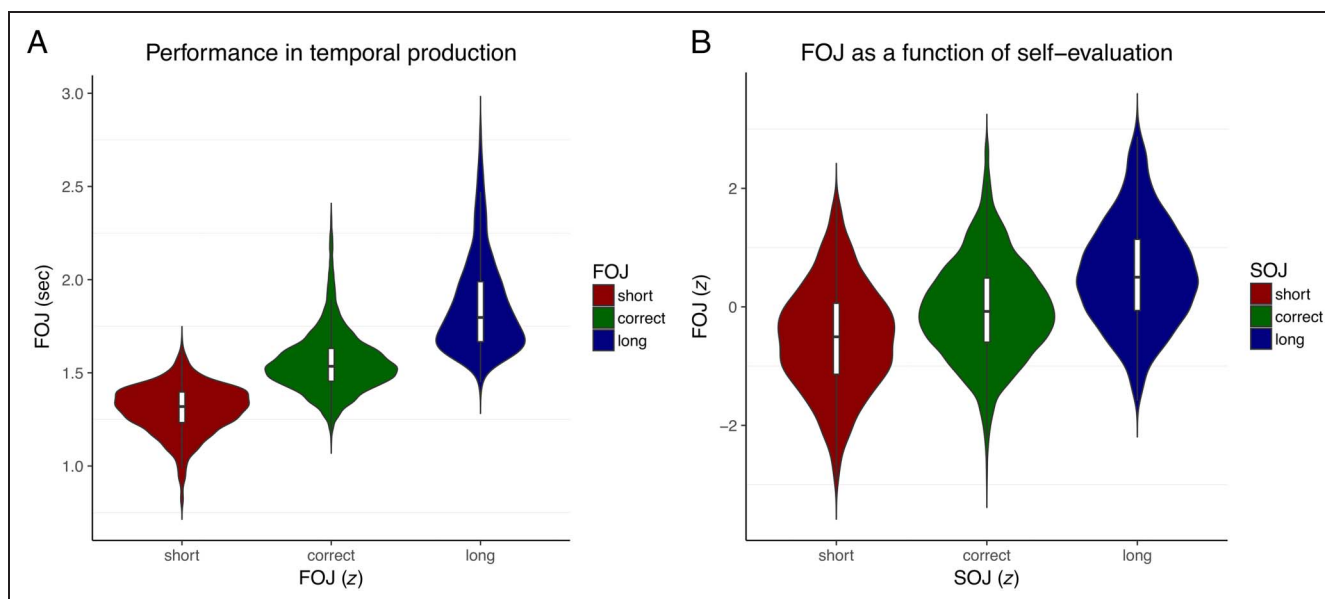 A
Performance in temporal production
3.0
2.5
2.0
1.5
1.0
FOJ (sec)
short
correct
long
FOJ (z)
FOJ
short
correct
long
B
FOJ as a function of self−evaluation
2
0
−2
FOJ (z)
short
correct
long
SOJ (z)
SOJ
short
correct
long